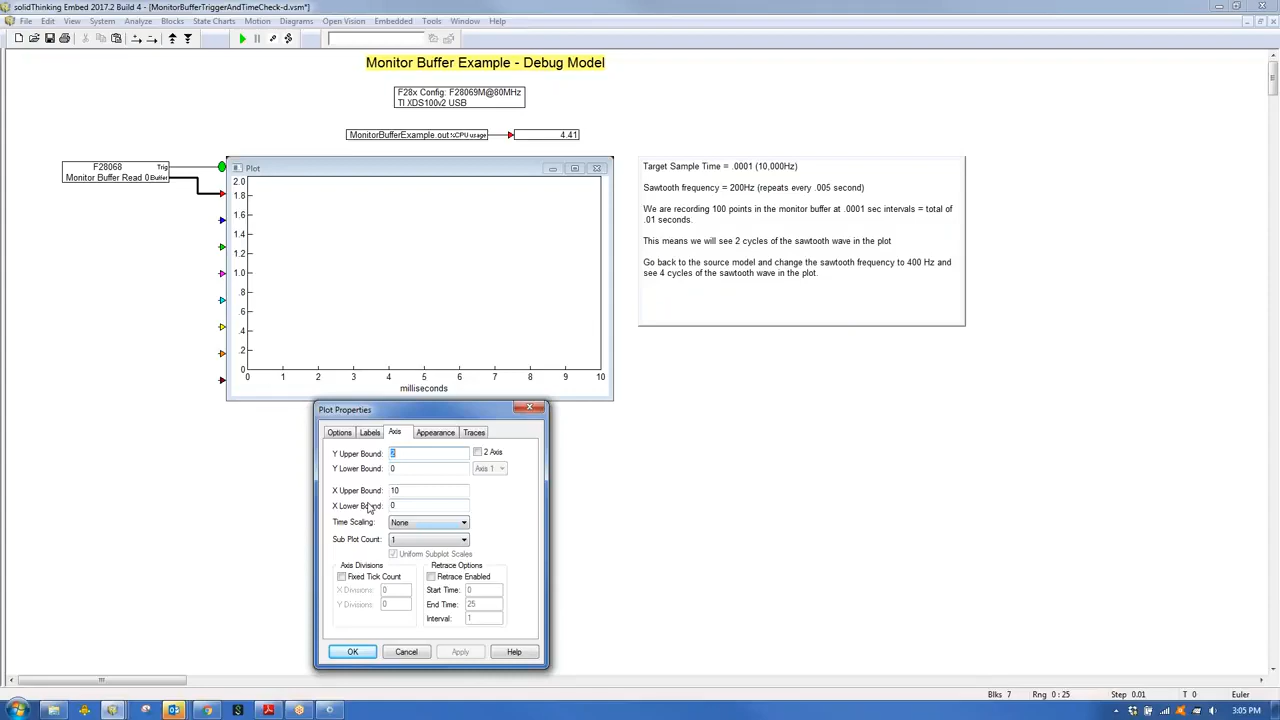 solidThinking Embed 2017.2 Build 4 - [MonitorBufferTriggerAndTimeCheck-d.vsm*]
File Edit View System Analyze Blocks State Charts Motion Diagrams Open Vision Embedded Tools Window Help
Monitor Buffer Example - Debug Model
F28x Config: F28069M@80MHz
TI XDS100v2 USB
MonitorBufferExample.out %CPU usage 4.41
F28068 Trig
Monitor Buffer Read 0 Buffer
Plot
2.0
1.8
1.6
1.4
1.2
1.0
.8
.6
.4
.2
0
0 1 2 3 4 5 6 7 8 9 10
milliseconds
Target Sample Time = .0001 (10,000Hz)
Sawtooth frequency = 200Hz (repeats every .005 second)
We are recording 100 points in the monitor buffer at .0001 sec intervals = total of
.01 seconds.
This means we will see 2 cycles of the sawtooth wave in the plot
Go back to the source model and change the sawtooth frequency to 400 Hz and
see 4 cycles of the sawtooth wave in the plot.
Plot Properties
Options Labels Axis Appearance Traces
Y Upper Bound: 2 2 Axis
Y Lower Bound: 0 Axis 1
X Upper Bound: 10
X Lower Bound: 0
Time Scaling: None
Sub Plot Count: 1
Uniform Subplot Scales
Axis Divisions Retrace Options
Fixed Tick Count Retrace Enabled
X Divisions: 0 Start Time: 0
Y Divisions: 0 End Time: 25
Interval: 1
OK Cancel Apply Help
Blks 7 Rng 0 : 25 Step 0.01 T 0 Euler
3:05 PM